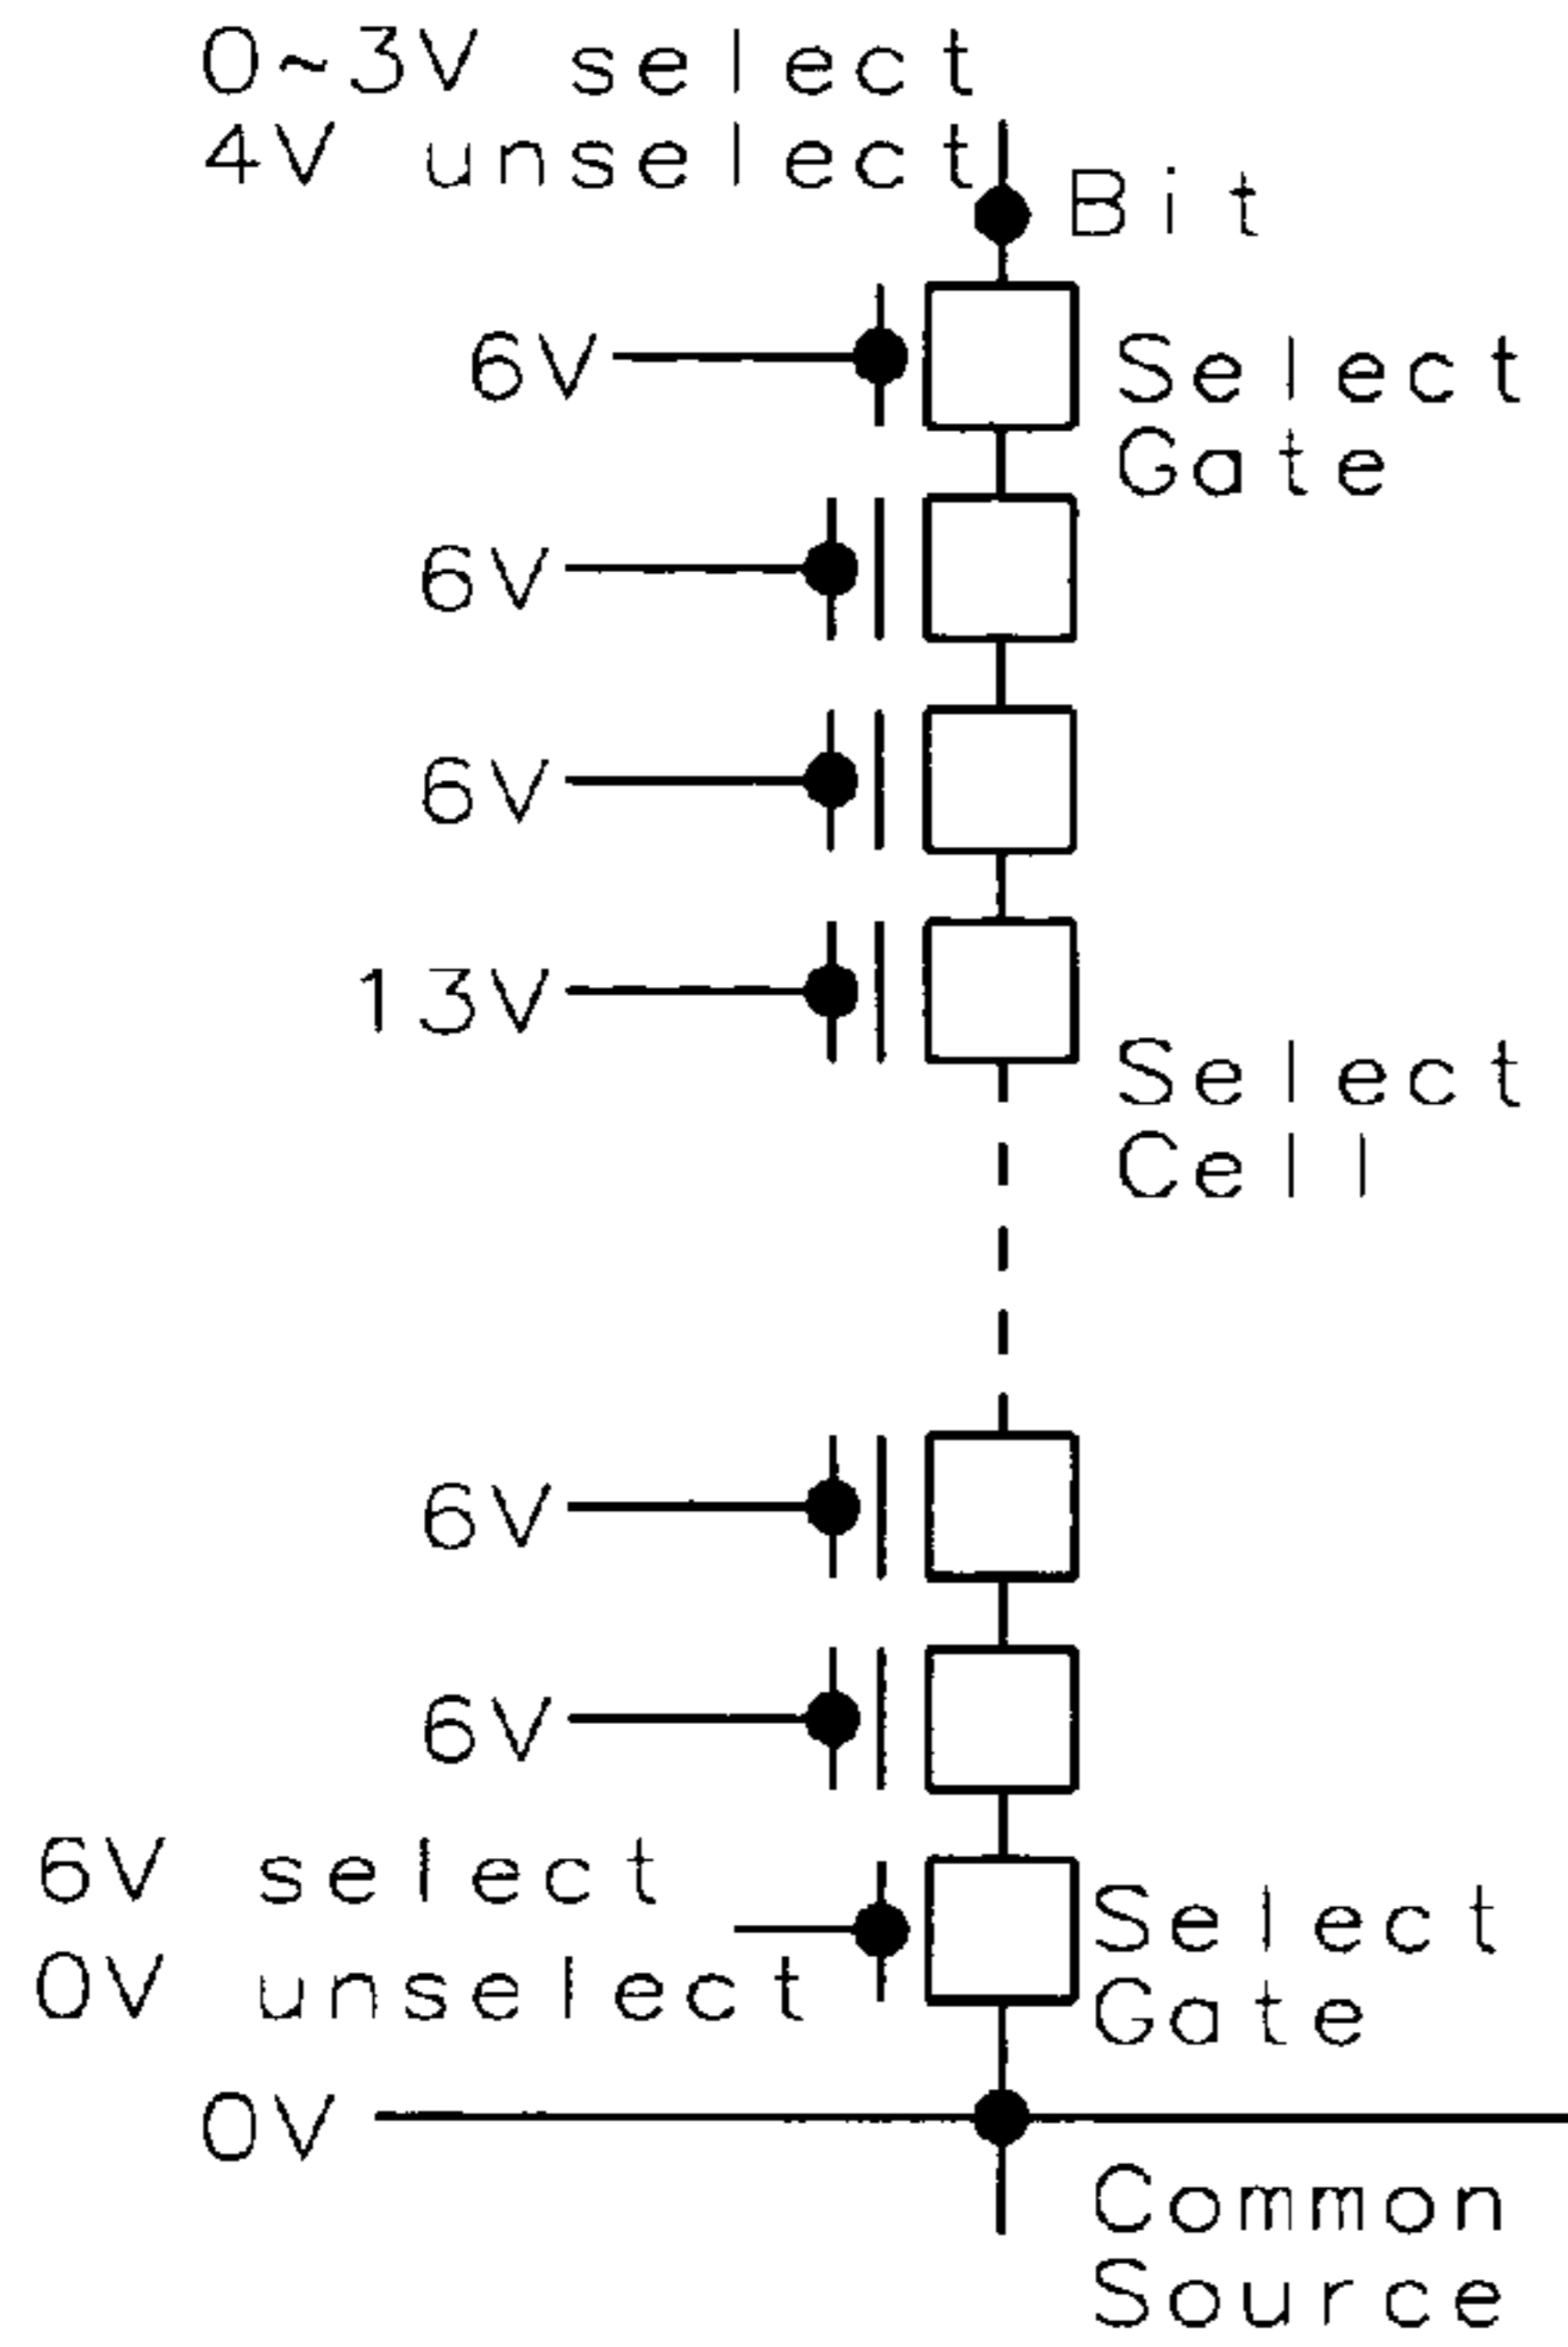 0~3V select
4V unselect
Bit
6V
Select
Gate
6V
6V
13V
Select
Cell
6V
6V
6V select
0V unselect
Select
Gate
0V
Common
Source